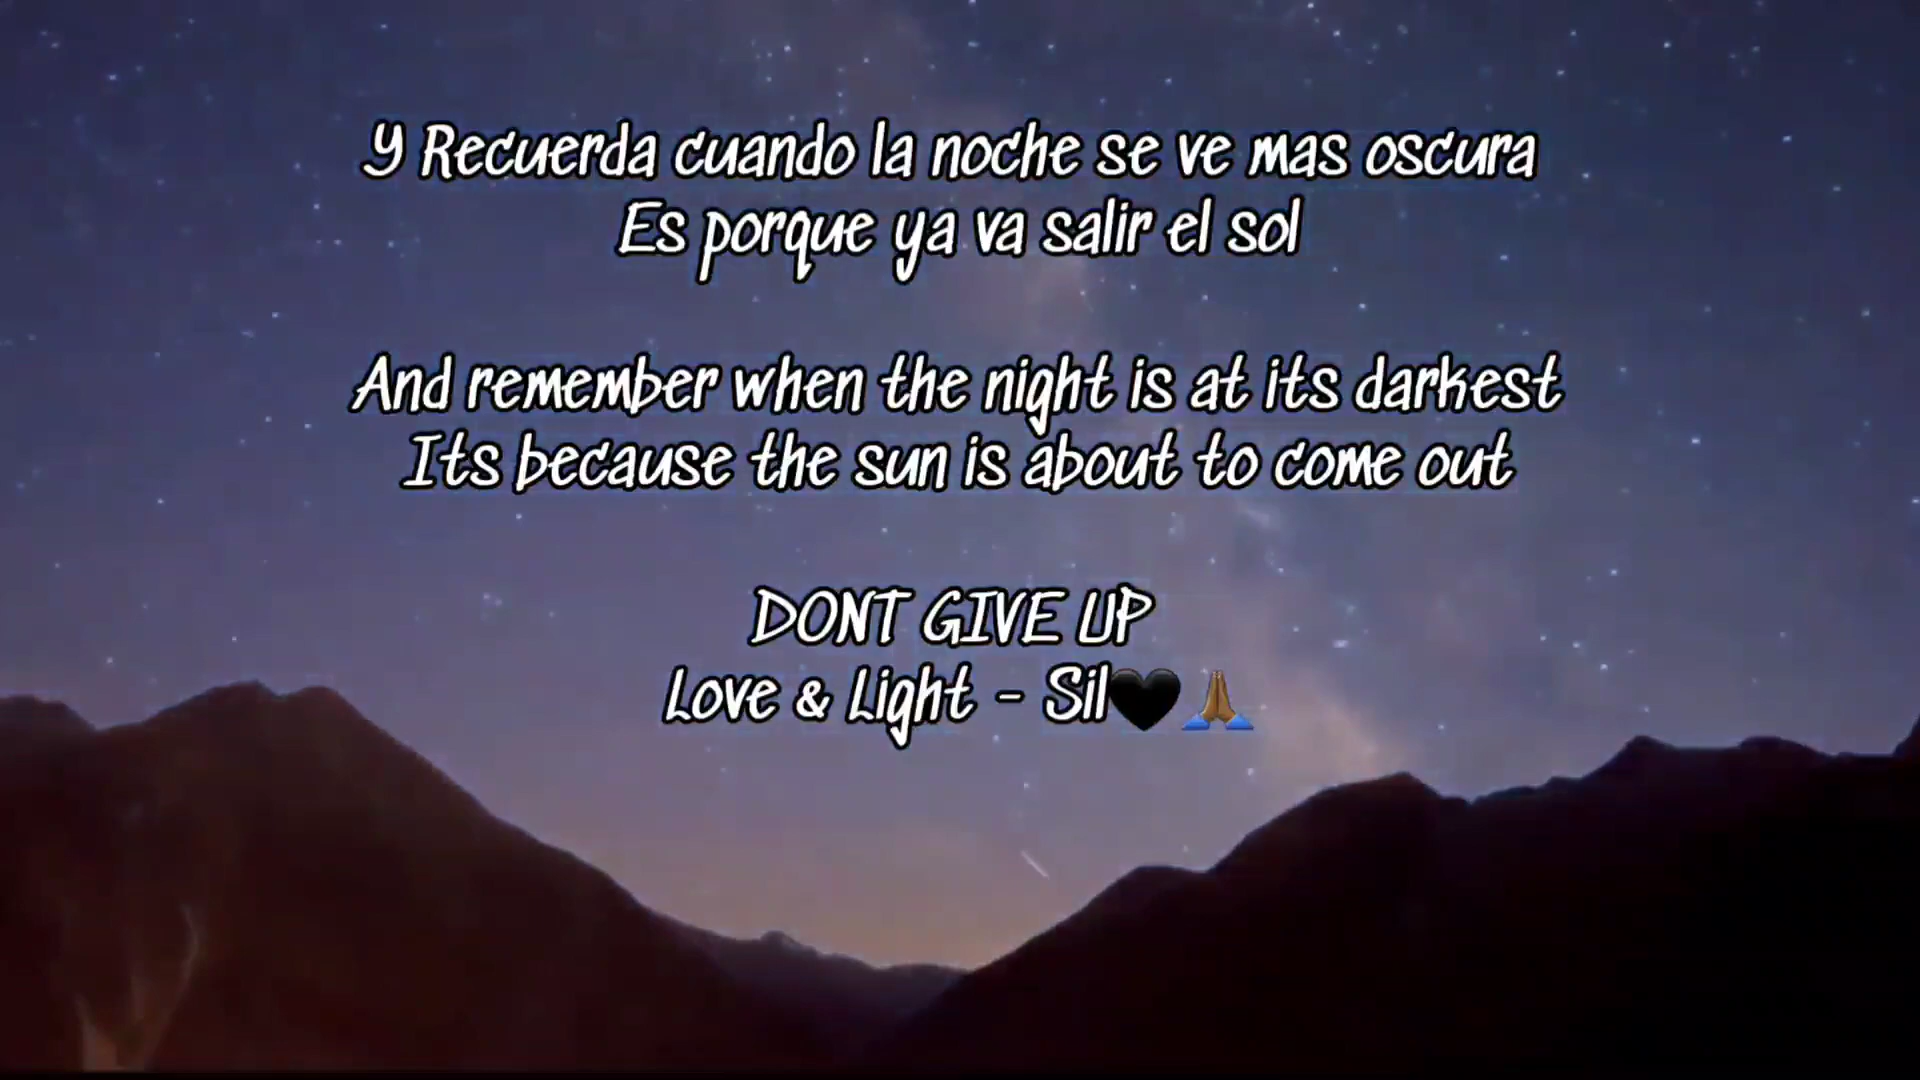 Y Recuerda cuando la noche se ve mas oscura
Es porque ya va salir el sol
And remember when the night is at its darkest
Its because the sun is about to come out
DONT GIVE UP
Love & Light - Sil🖤🙏🏾